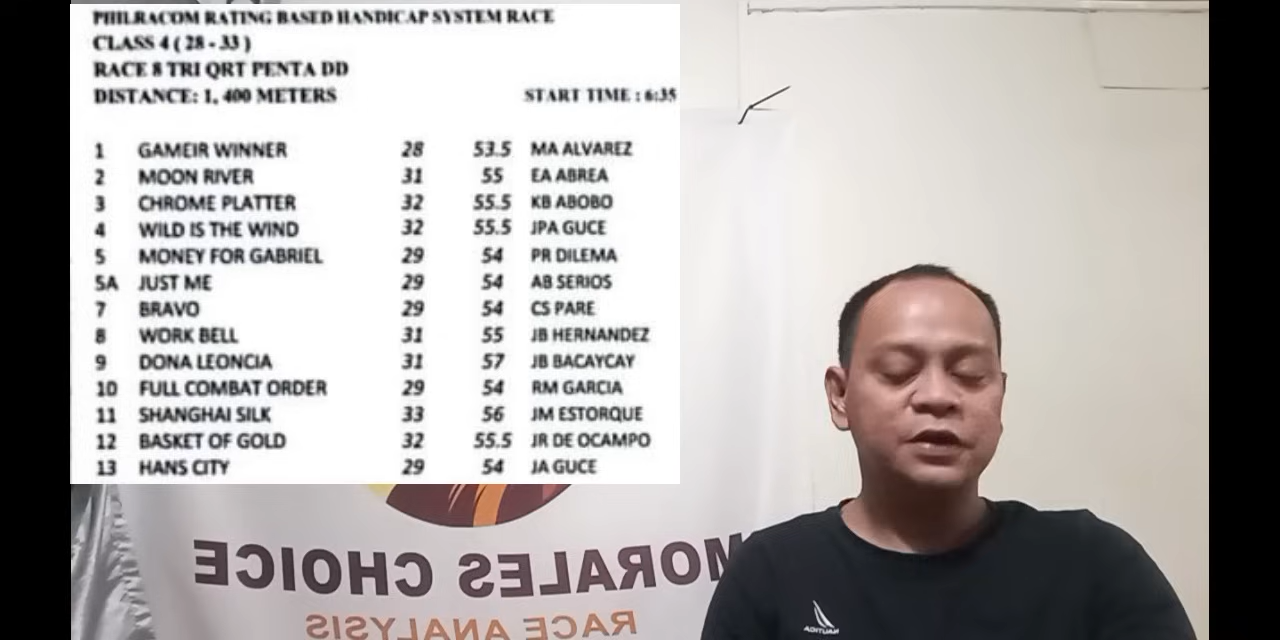 PHILRACOM RATING BASED HANDICAP SYSTEM RACE
CLASS 4 ( 28 - 33 )
RACE 8 TRI QRT PENTA DD
DISTANCE: 1, 400 METERS START TIME : 6:35
1 GAMEIR WINNER 28 53.5 MA ALVAREZ
2 MOON RIVER 31 55 EA ABREA
3 CHROME PLATTER 32 55.5 KB ABOBO
4 WILD IS THE WIND 32 55.5 JPA GUCE
5 MONEY FOR GABRIEL 29 54 PR DILEMA
5A JUST ME 29 54 AB SERIOS
7 BRAVO 29 54 CS PARE
8 WORK BELL 31 55 JB HERNANDEZ
9 DONA LEONCIA 31 57 JB BACAYCAY
10 FULL COMBAT ORDER 29 54 RM GARCIA
11 SHANGHAI SILK 33 56 JM ESTORQUE
12 BASKET OF GOLD 32 55.5 JR DE OCAMPO
13 HANS CITY 29 54 JA GUCE
MORALES CHOICE
RACE ANALYSIS
NAUTICA